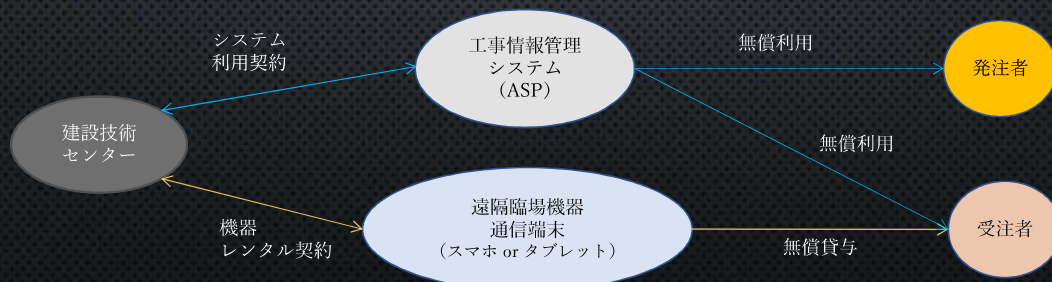 システム
利用契約
工事情報管理
システム
（ASP）
無償利用
発注者
建設技術
センター
無償利用
機器
レンタル契約
遠隔臨場機器
通信端末
（スマホ or タブレット）
無償貸与
受注者